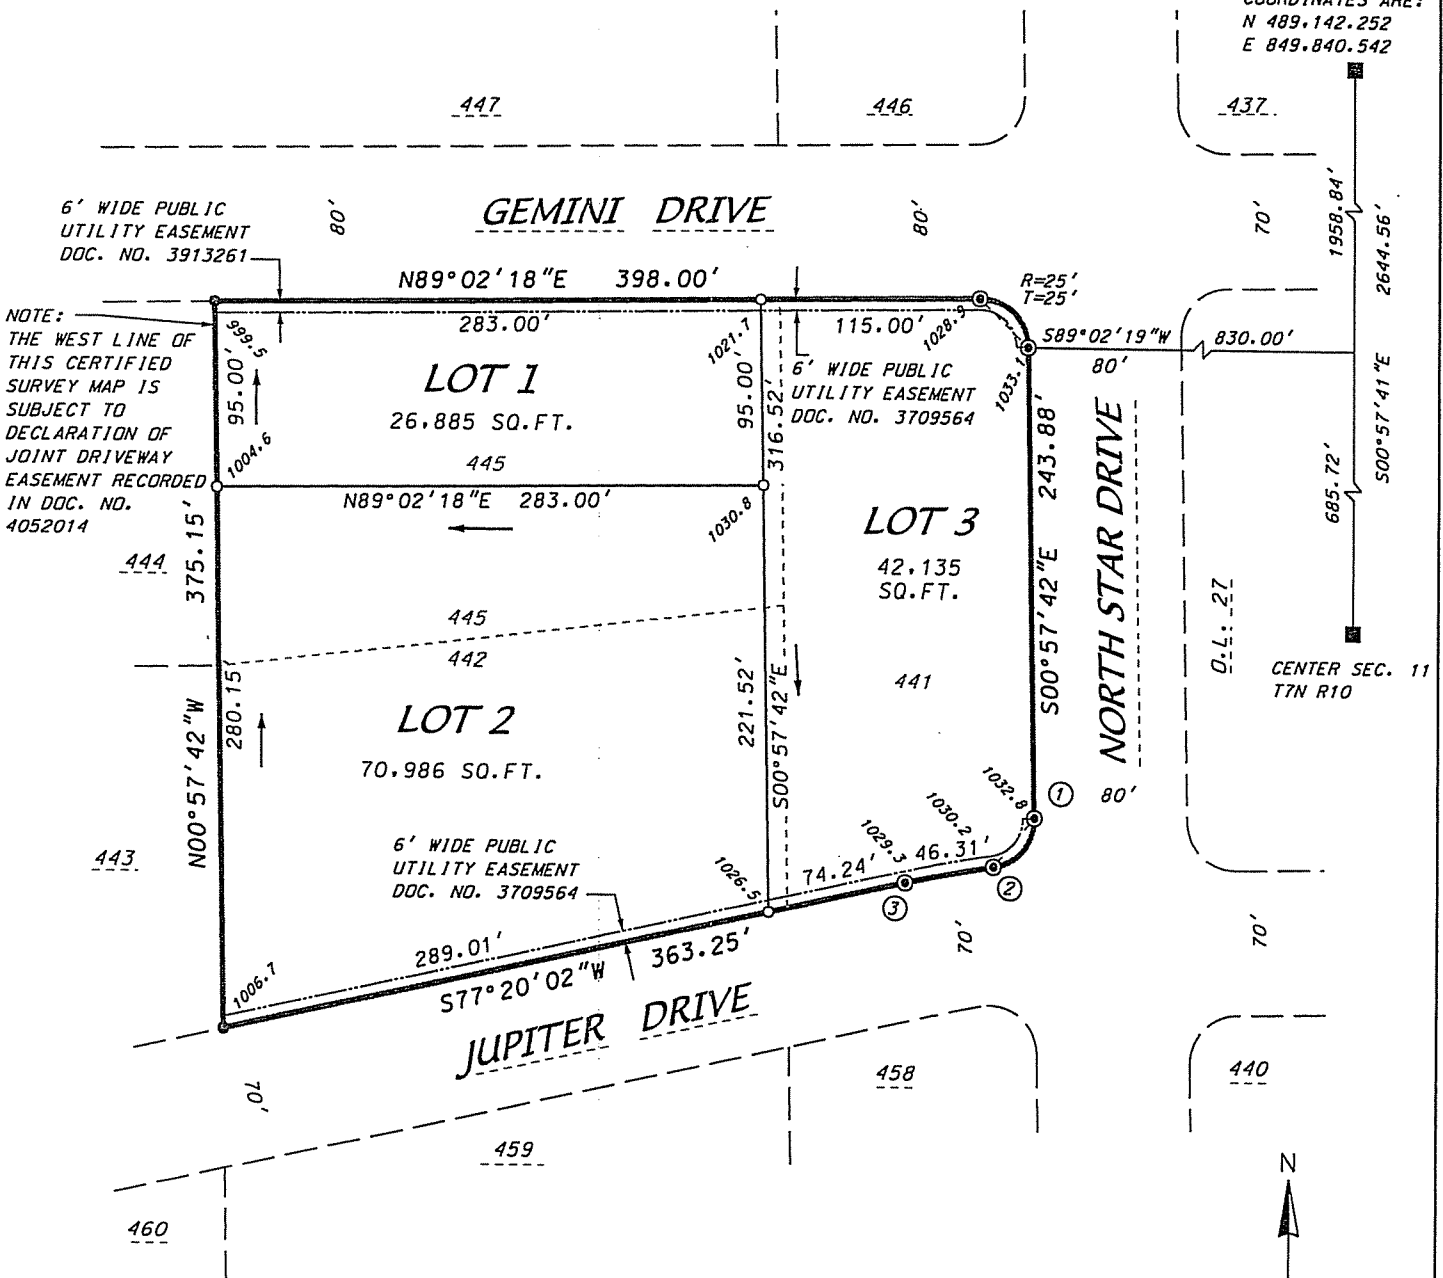 COORDINATES ARE:
N 489,142.252
E 849,840.542
447
446
437
6' WIDE PUBLIC
UTILITY EASEMENT
DOC. NO. 3913261
80'
GEMINI DRIVE
80'
70'
1958.84'
2644.56'
N89°02'18"E 398.00'
R=25'
T=25'
NOTE:
THE WEST LINE OF
THIS CERTIFIED
SURVEY MAP IS
SUBJECT TO
DECLARATION OF
JOINT DRIVEWAY
EASEMENT RECORDED
IN DOC. NO.
4052014
999.5
283.00'
1021.7
115.00'
1028.9
S89°02'19"W 830.00'
80'
1033.1
95.00'
LOT 1
26,885 SQ.FT.
95.00'
316.52'
6' WIDE PUBLIC
UTILITY EASEMENT
DOC. NO. 3709564
243.88'
S00°57'41"E
1004.6
445
N89°02'18"E 283.00'
1030.8
LOT 3
42,135
SQ.FT.
NORTH STAR DRIVE
685.72'
444
375.15'
445
442
S00°57'42"E
O.L. 27
CENTER SEC. 11
T7N R10
280.15'
221.52'
S00°57'42"E
441
LOT 2
70,986 SQ.FT.
N00°57'42"W
1032.8
1
80'
1030.2
443
6' WIDE PUBLIC
UTILITY EASEMENT
DOC. NO. 3709564
1026.5
1029.3
74.24'
46.31'
2
3
289.01'
363.25'
70'
70'
1006.7
S77°20'02"W
JUPITER DRIVE
70'
458
440
459
N
460